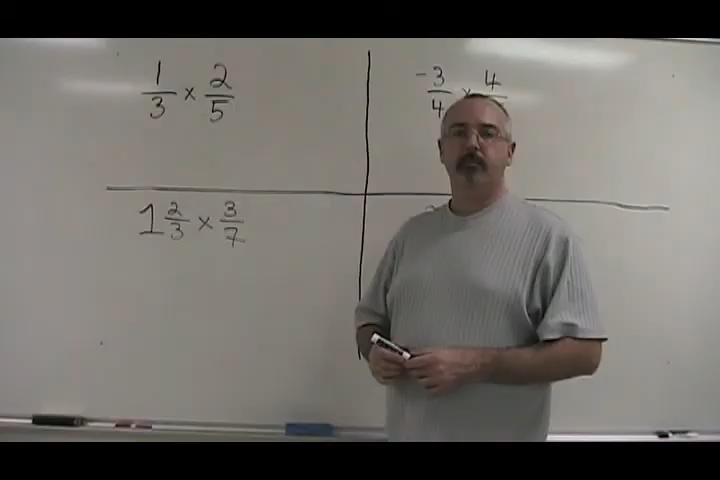 1/3 × 2/5
-3/4 × 4
1 2/3 × 3/7